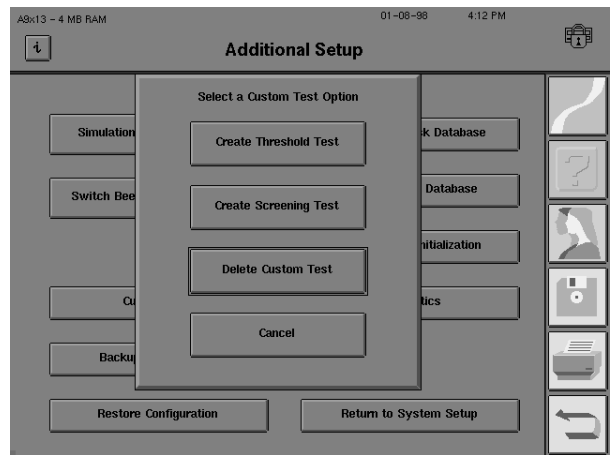 A9x13 – 4 MB RAM
01-08-98 4:12 PM
i
Additional Setup
Select a Custom Test Option
Simulation
Create Threshold Test
sk Database
Switch Bee
Create Screening Test
Database
nitialization
Delete Custom Test
Cu
tics
Cancel
Backup
Restore Configuration
Return to System Setup